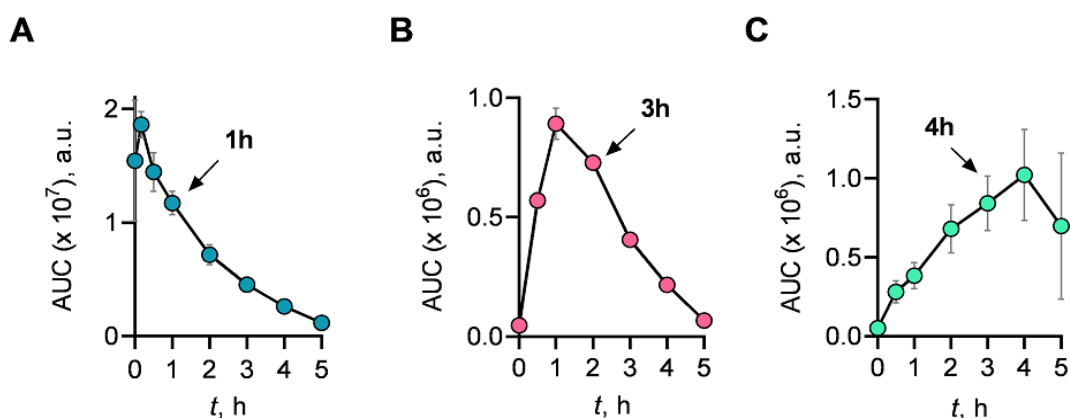 A
B
C
AUC (x 10⁷), a.u.
2
1
0
1h
0 1 2 3 4 5
t, h
AUC (x 10⁶), a.u.
1.0
0.5
0.0
3h
0 1 2 3 4 5
t, h
AUC (x 10⁶), a.u.
1.5
1.0
0.5
0.0
4h
0 1 2 3 4 5
t, h